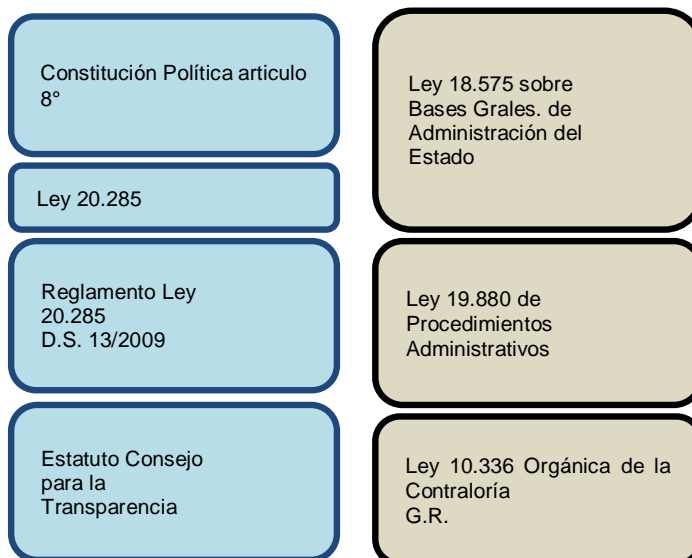 Constitución Política articulo
8°
Ley 20.285
Reglamento Ley
20.285
D.S. 13/2009
Estatuto Consejo
para la
Transparencia
Ley 18.575 sobre
Bases Grales. de
Administración del
Estado
Ley 19.880 de
Procedimientos
Administrativos
Ley 10.336 Orgánica de la
Contraloría
G.R.